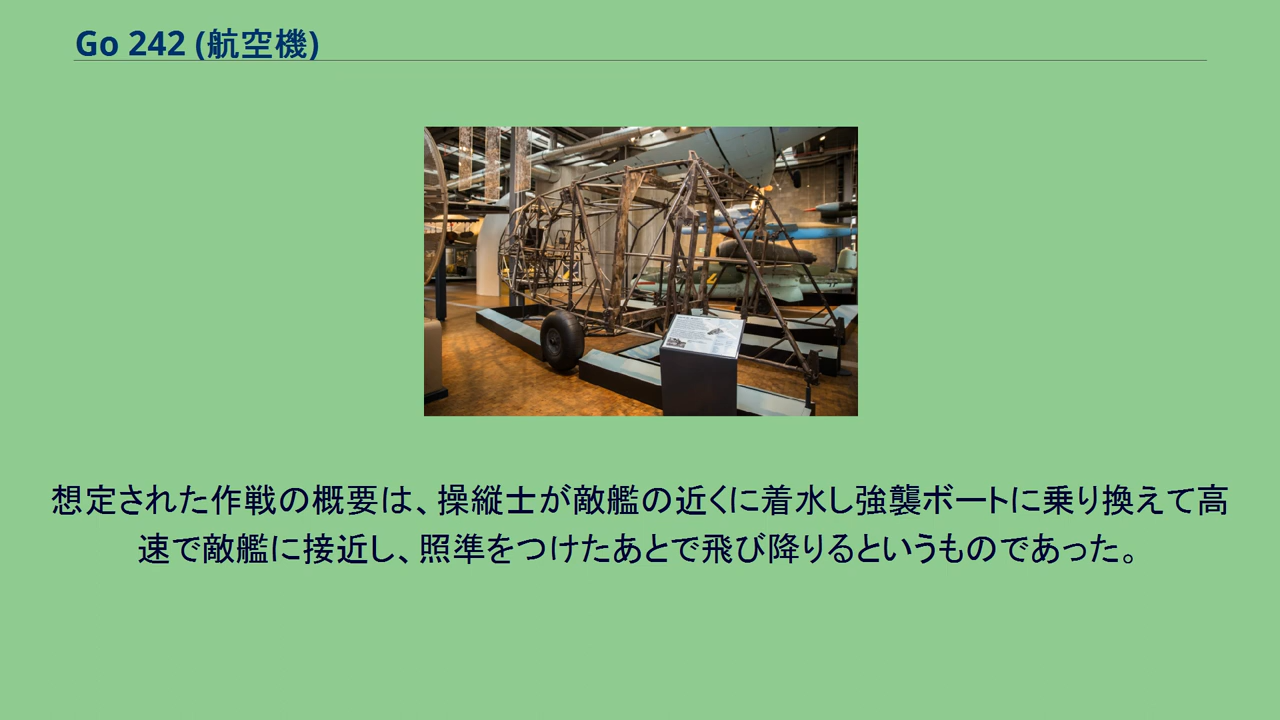 Go 242 (航空機)
想定された作戦の概要は、操縦士が敵艦の近くに着水し強襲ボートに乗り換えて高
速で敵艦に接近し、照準をつけたあとで飛び降りるというものであった。